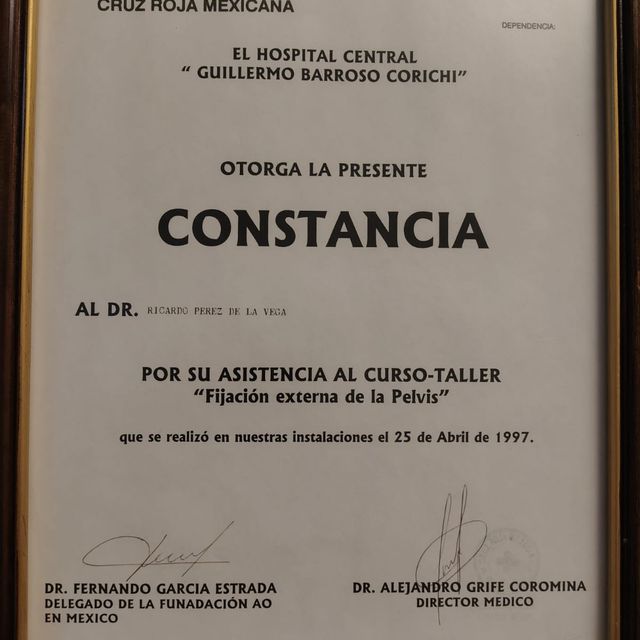 CRUZ ROJA MEXICANA
DEPENDENCIA:
EL HOSPITAL CENTRAL
“ GUILLERMO BARROSO CORICHI”
OTORGA LA PRESENTE
CONSTANCIA
AL DR. RICARDO PEREZ DE LA VEGA
POR SU ASISTENCIA AL CURSO-TALLER
“Fijación externa de la Pelvis”
que se realizó en nuestras instalaciones el 25 de Abril de 1997.
DR. FERNANDO GARCIA ESTRADA
DELEGADO DE LA FUNADACIÓN AO
EN MEXICO
DR. ALEJANDRO GRIFE COROMINA
DIRECTOR MEDICO